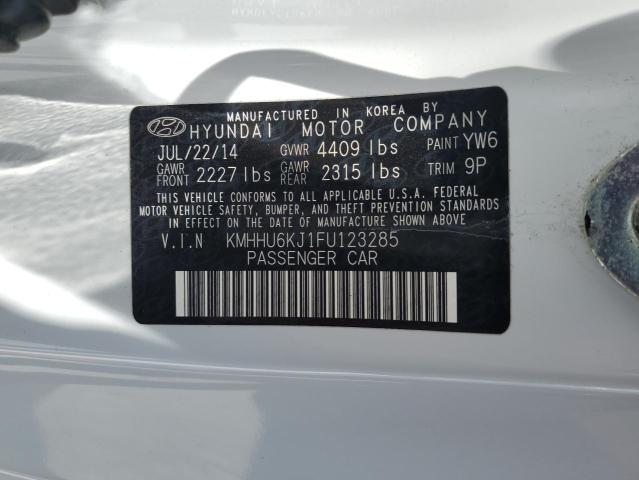 MANUFACTURED IN KOREA BY
HYUNDAI MOTOR COMPANY
JUL/22/14 GVWR 4409 lbs PAINT YW6
GAWR FRONT 2227 lbs GAWR REAR 2315 lbs TRIM 9P
THIS VEHICLE CONFORMS TO ALL APPLICABLE U.S.A. FEDERAL
MOTOR VEHICLE SAFETY, BUMPER, AND THEFT PREVENTION STANDARDS
IN EFFECT ON THE DATE OF MANUFACTURE SHOWN ABOVE.
V.I.N KMHHU6KJ1FU123285
PASSENGER CAR